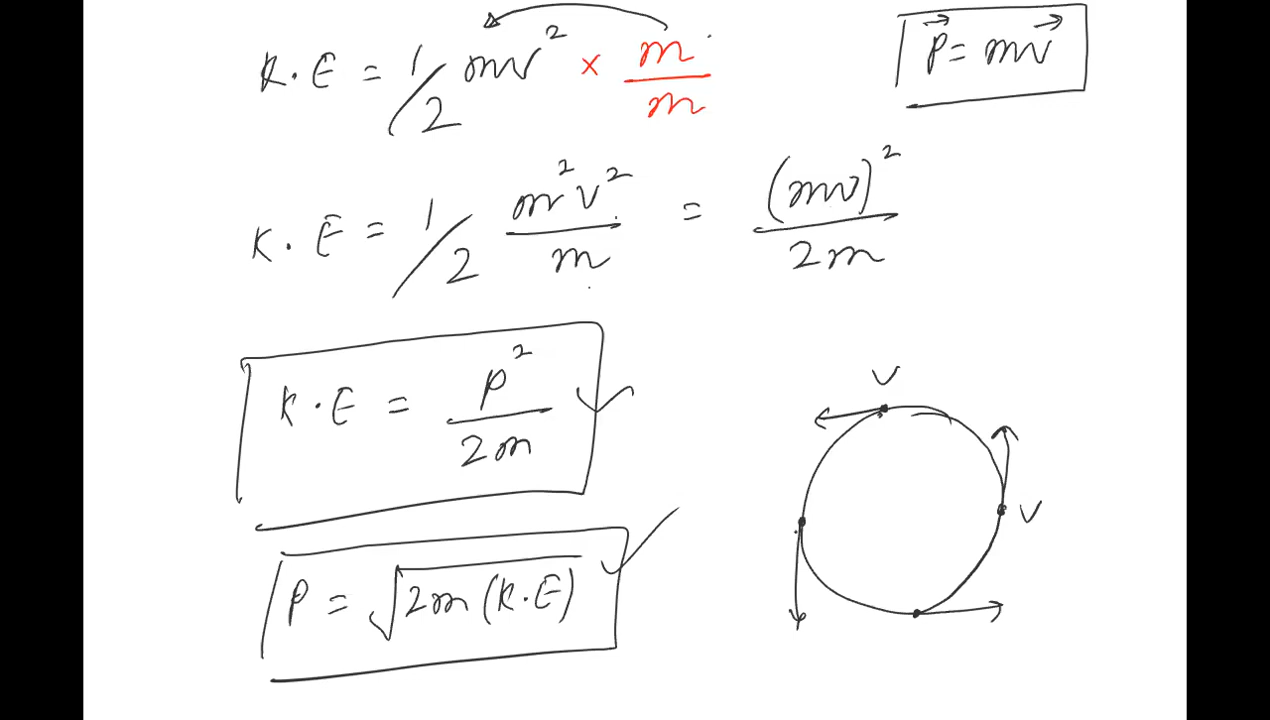 K.E = 1/2 mv² × m/m
p⃗ = mv⃗
K.E = 1/2 m²v²/m = (mv)²/2m
K.E = p²/2m
V
V
P = √2m(K.E)